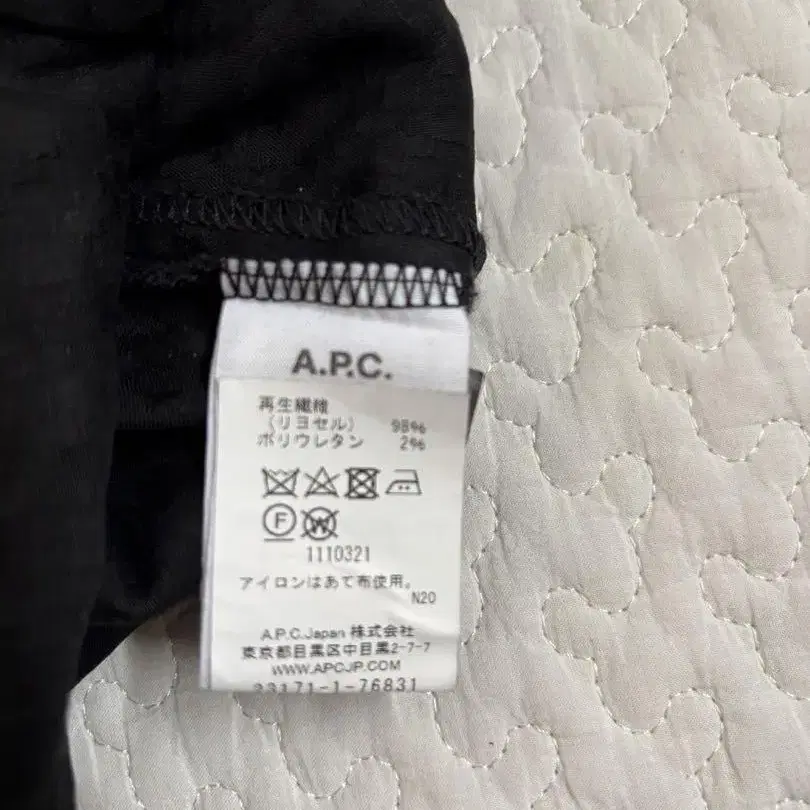 A.P.C.
再生繊維
(リヨセル) 98%
ポリウレタン 2%
F W
1110321
アイロンはあて布使用。
N20
A.P.C.Japan 株式会社
東京都目黒区中目黒2-7-7
WWW.APCJP.COM
23171-1-76831